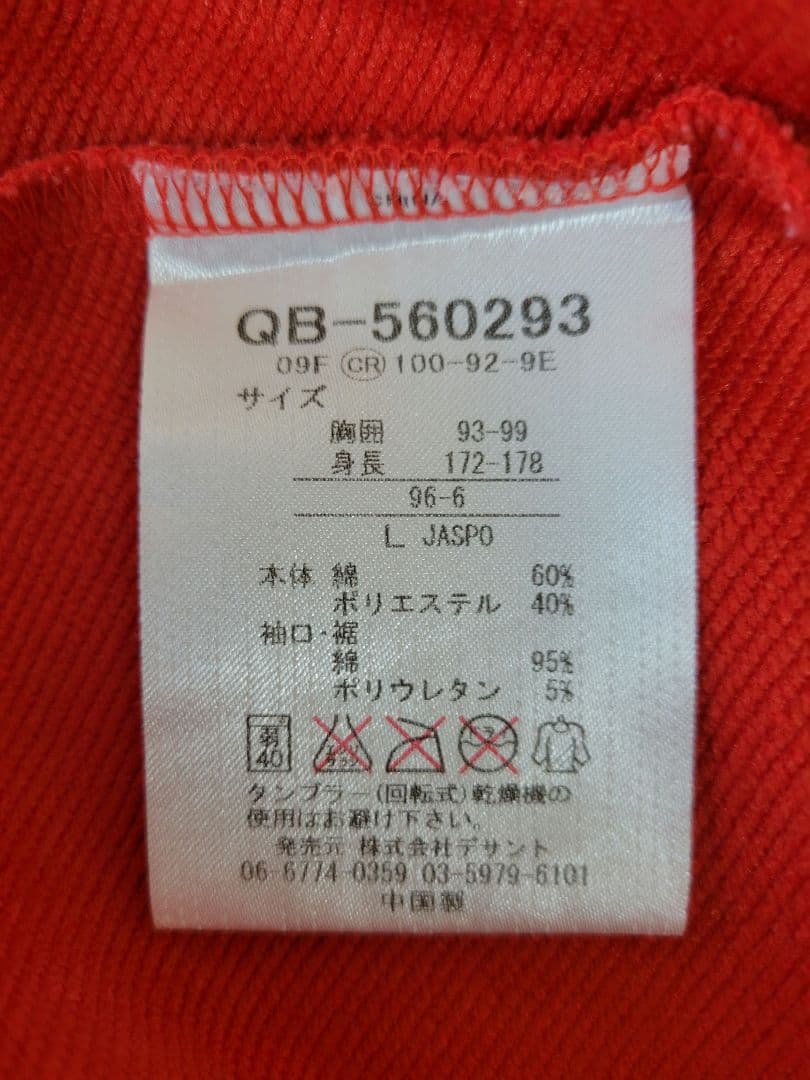 QB-560293
09F CR 100-92-9E
サイズ
胸囲 93-99
身長 172-178
96-6
L JASPO
本体 綿 60%
ポリエステル 40%
袖口・裾
綿 95%
ポリウレタン 5%
弱
40
タンブラー(回転式)乾燥機の
使用はお避け下さい。
発売元 株式会社デサント
06-6774-0359 03-5979-6101
中国製